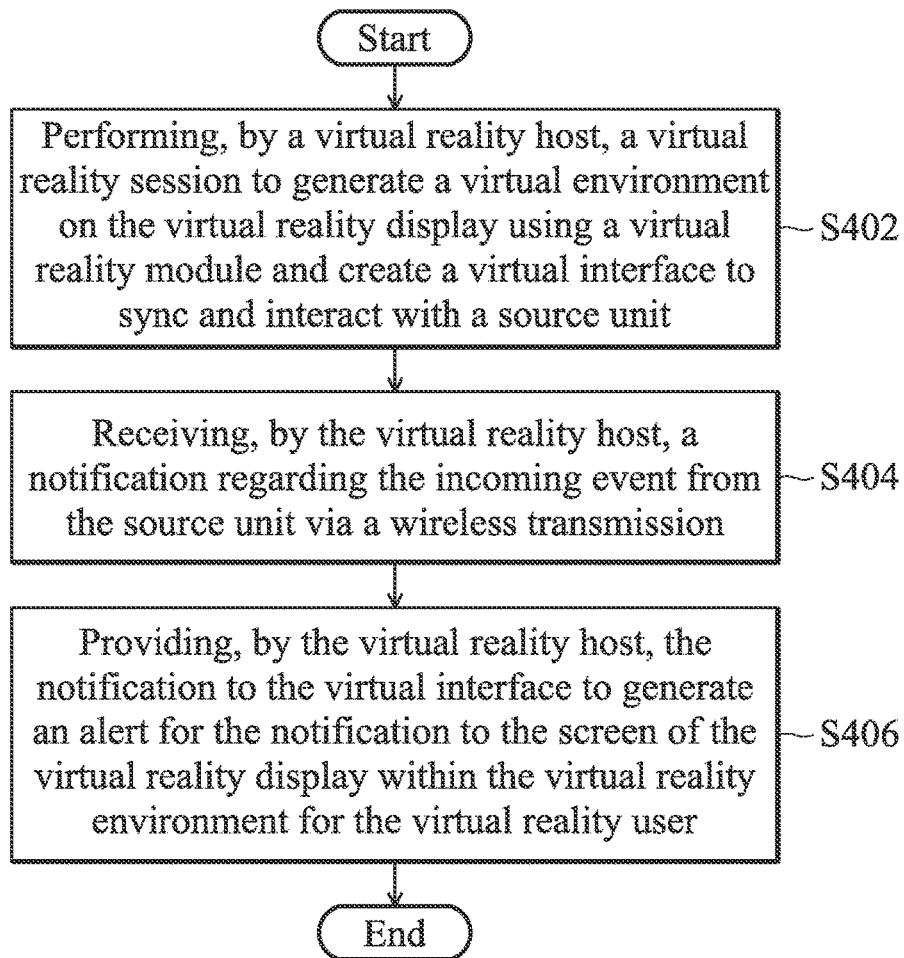 Start
Performing, by a virtual reality host, a virtual
reality session to generate a virtual environment
on the virtual reality display using a virtual
reality module and create a virtual interface to
sync and interact with a source unit
S402
Receiving, by the virtual reality host, a
notification regarding the incoming event from
the source unit via a wireless transmission
S404
Providing, by the virtual reality host, the
notification to the virtual interface to generate
an alert for the notification to the screen of the
virtual reality display within the virtual reality
environment for the virtual reality user
S406
End